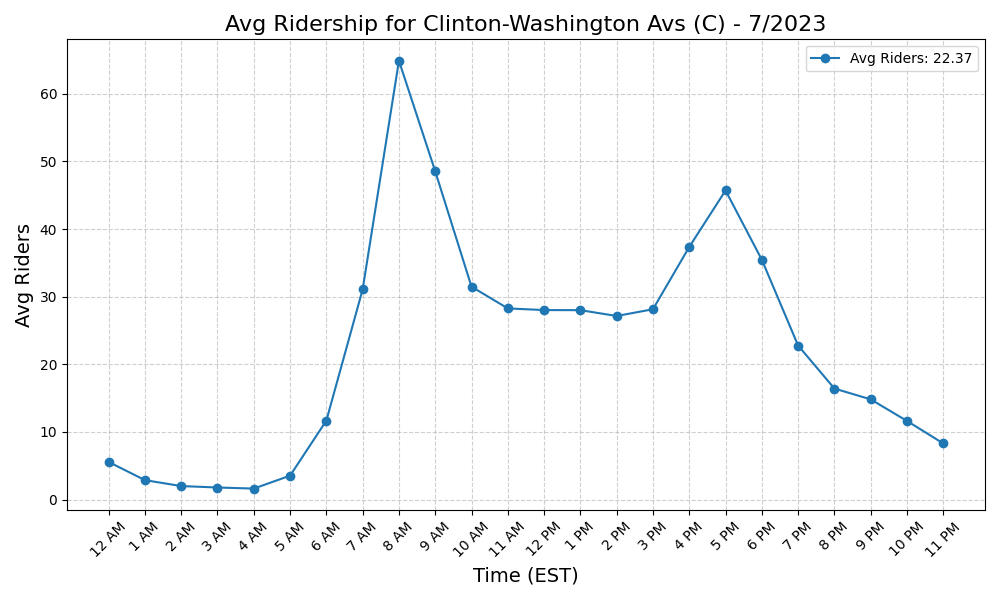 Avg Ridership for Clinton-Washington Avs (C) - 7/2023
Avg Riders: 22.37
Avg Riders
60
50
40
30
20
10
0
12 AM
1 AM
2 AM
3 AM
4 AM
5 AM
6 AM
7 AM
8 AM
9 AM
10 AM
11 AM
12 PM
1 PM
2 PM
3 PM
4 PM
5 PM
6 PM
7 PM
8 PM
9 PM
10 PM
11 PM
Time (EST)